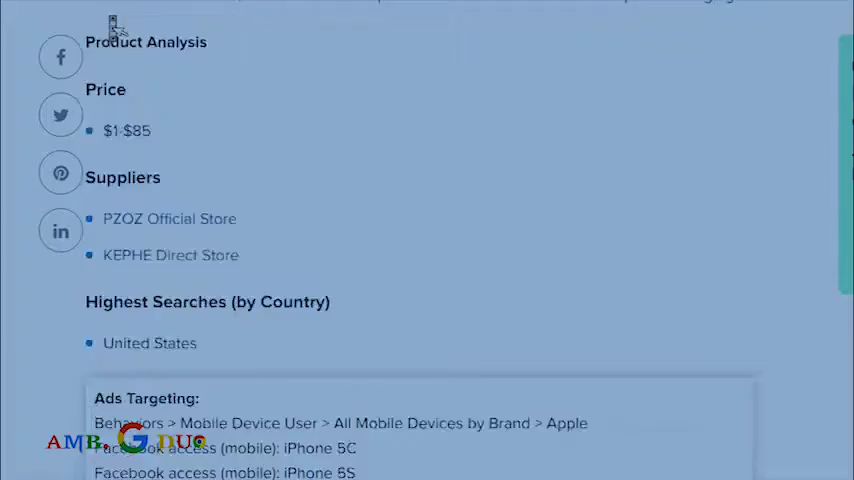 Product Analysis
Price
$1-$85
Suppliers
PZOZ Official Store
KEPHE Direct Store
Highest Searches (by Country)
United States
Ads Targeting:
Behaviors > Mobile Device User > All Mobile Devices by Brand > Apple
Facebook access (mobile): iPhone 5C
AMB. G DUO
Facebook access (mobile): iPhone 5S